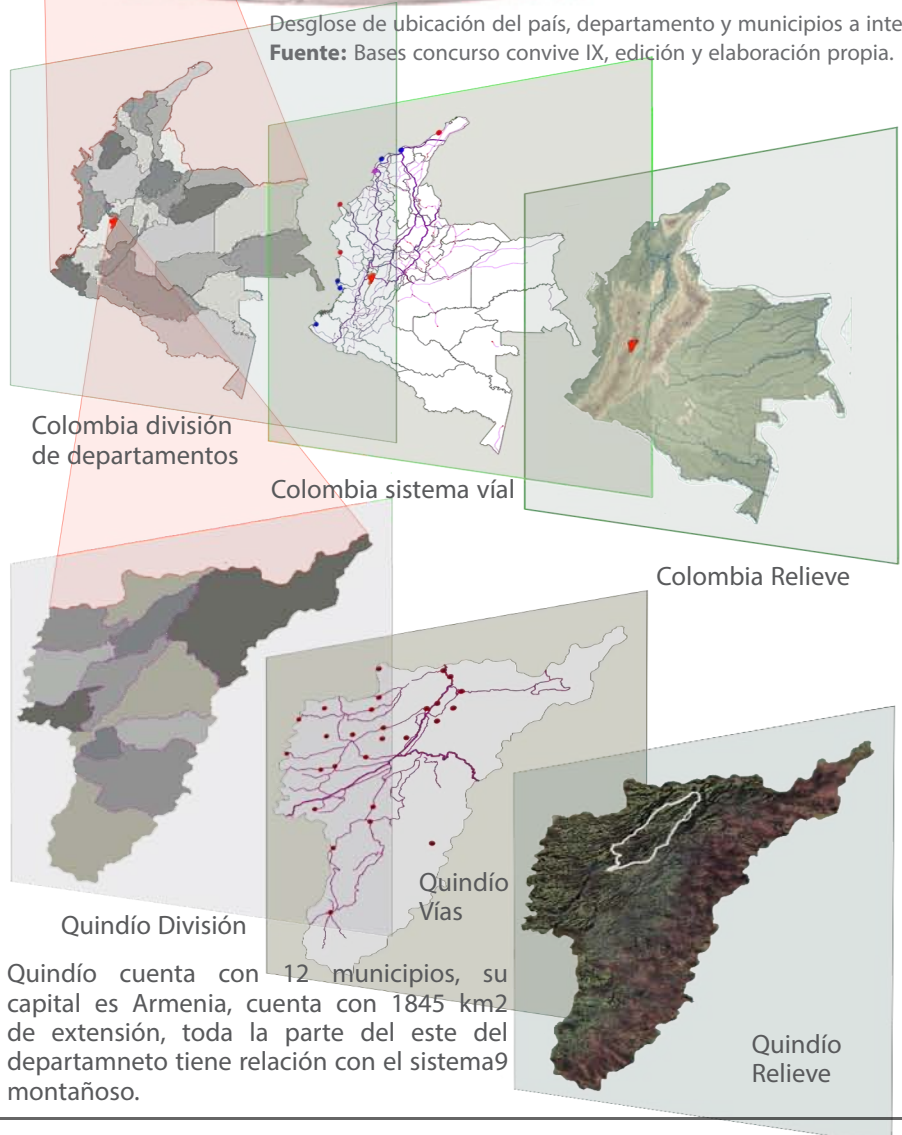 Desglose de ubicación del país, departamento y municipios a inte
Fuente: Bases concurso convive IX, edición y elaboración propia.
Colombia división
de departamentos
Colombia sistema víal
Colombia Relieve
Quindío División
Quindío
Vías
Quindío
Relieve
Quindío cuenta con 12 municipios, su
capital es Armenia, cuenta con 1845 km2
de extensión, toda la parte del este del
departamneto tiene relación con el sistema9
montañoso.